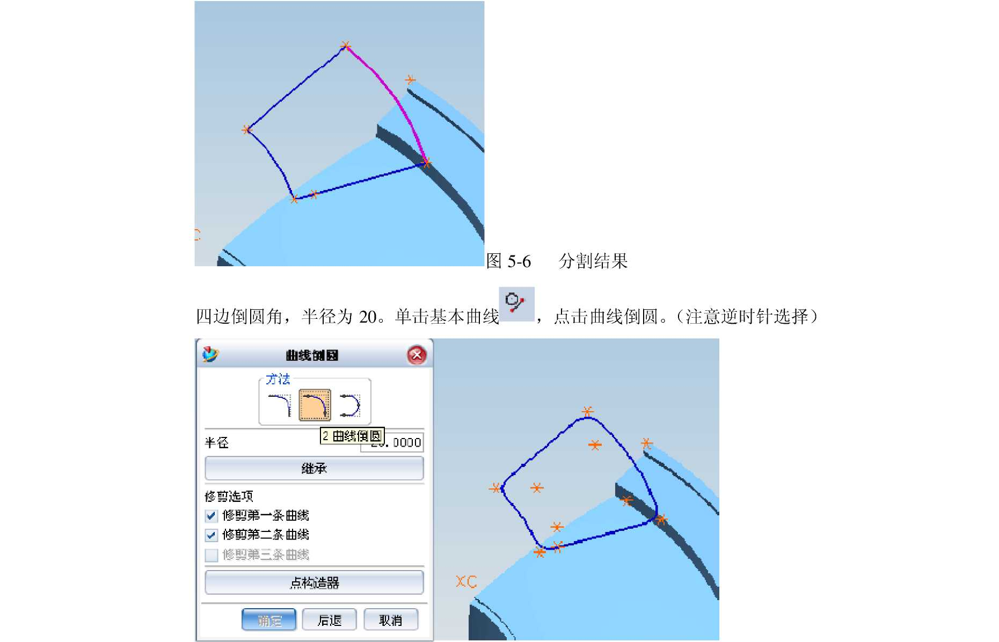 C
图 5-6 分割结果
四边倒圆角，半径为 20。单击基本曲线，点击曲线倒圆。（注意逆时针选择）
曲线倒圆
方法
2 曲线倒圆
半径 20.0000
继承
修剪选项
修剪第一条曲线
修剪第二条曲线
修剪第三条曲线
点构造器
确定 后退 取消
XC